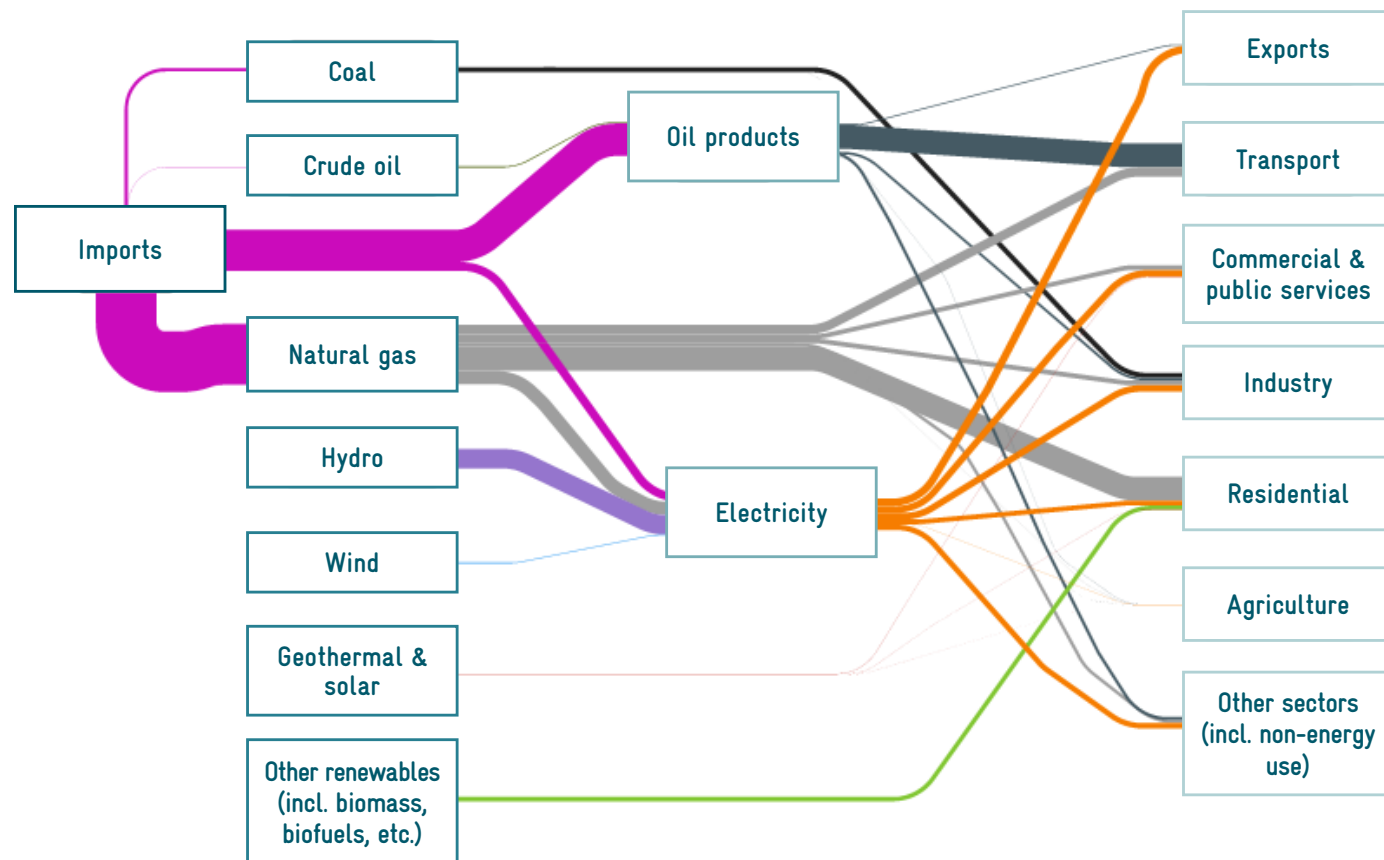 Coal
Crude oil
Imports
Natural gas
Hydro
Wind
Geothermal &
solar
Other renewables
(incl. biomass,
biofuels, etc.)
Oil products
Electricity
Exports
Transport
Commercial &
public services
Industry
Residential
Agriculture
Other sectors
(incl. non-energy
use)